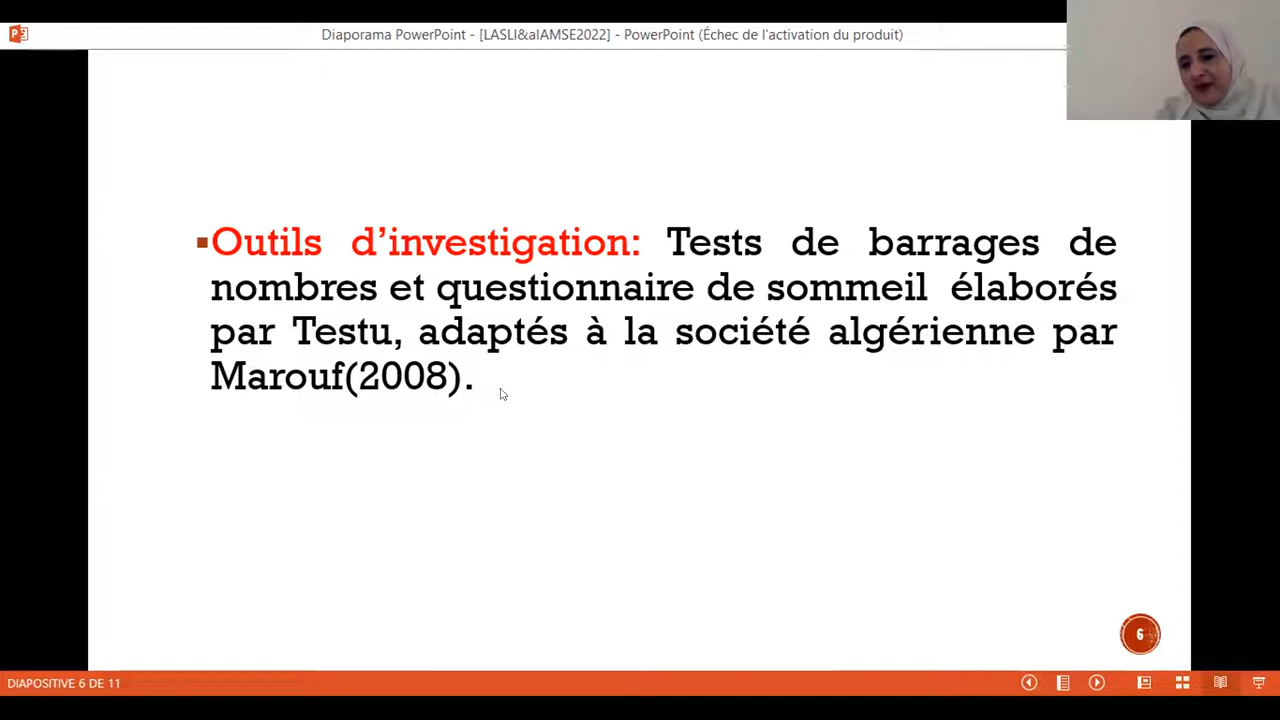 Diaporama PowerPoint - [LASLI&alAMSE2022] - PowerPoint (Échec de l'activation du produit)
▪Outils d’investigation: Tests de barrages de
nombres et questionnaire de sommeil élaborés
par Testu, adaptés à la société algérienne par
Marouf(2008).
6
DIAPOSITIVE 6 DE 11